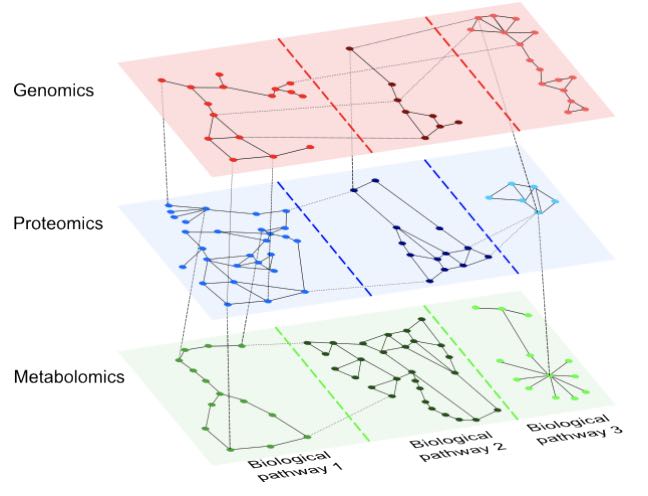 Genomics
Proteomics
Metabolomics
Biological
pathway 1
Biological
pathway 2
Biological
pathway 3